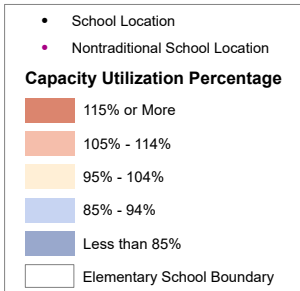 School Location
Nontraditional School Location
Capacity Utilization Percentage
115% or More
105% - 114%
95% - 104%
85% - 94%
Less than 85%
Elementary School Boundary